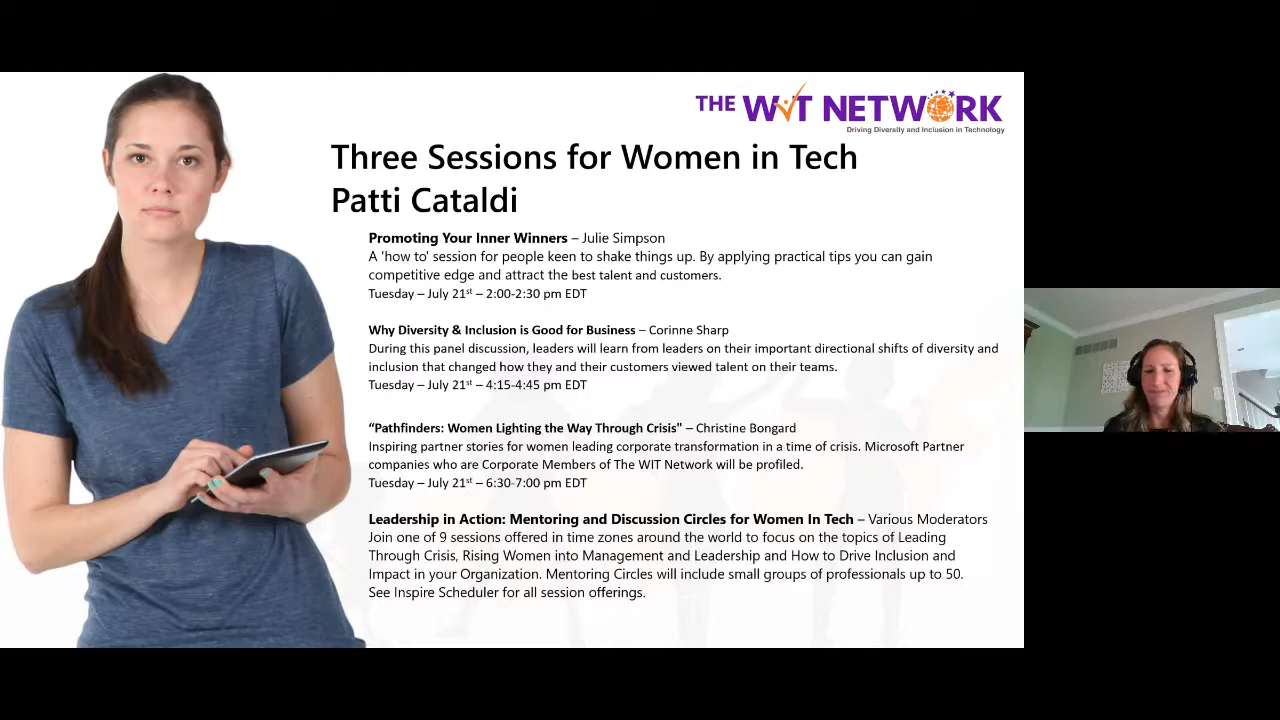 THE WIT NETWORK
Driving Diversity and Inclusion in Technology
Three Sessions for Women in Tech
Patti Cataldi
Promoting Your Inner Winners – Julie Simpson
A 'how to' session for people keen to shake things up. By applying practical tips you can gain
competitive edge and attract the best talent and customers.
Tuesday – July 21st – 2:00-2:30 pm EDT
Why Diversity & Inclusion is Good for Business – Corinne Sharp
During this panel discussion, leaders will learn from leaders on their important directional shifts of diversity and
inclusion that changed how they and their customers viewed talent on their teams.
Tuesday – July 21st – 4:15-4:45 pm EDT
“Pathfinders: Women Lighting the Way Through Crisis" – Christine Bongard
Inspiring partner stories for women leading corporate transformation in a time of crisis. Microsoft Partner
companies who are Corporate Members of The WIT Network will be profiled.
Tuesday – July 21st – 6:30-7:00 pm EDT
Leadership in Action: Mentoring and Discussion Circles for Women In Tech – Various Moderators
Join one of 9 sessions offered in time zones around the world to focus on the topics of Leading
Through Crisis, Rising Women into Management and Leadership and How to Drive Inclusion and
Impact in your Organization. Mentoring Circles will include small groups of professionals up to 50.
See Inspire Scheduler for all session offerings.